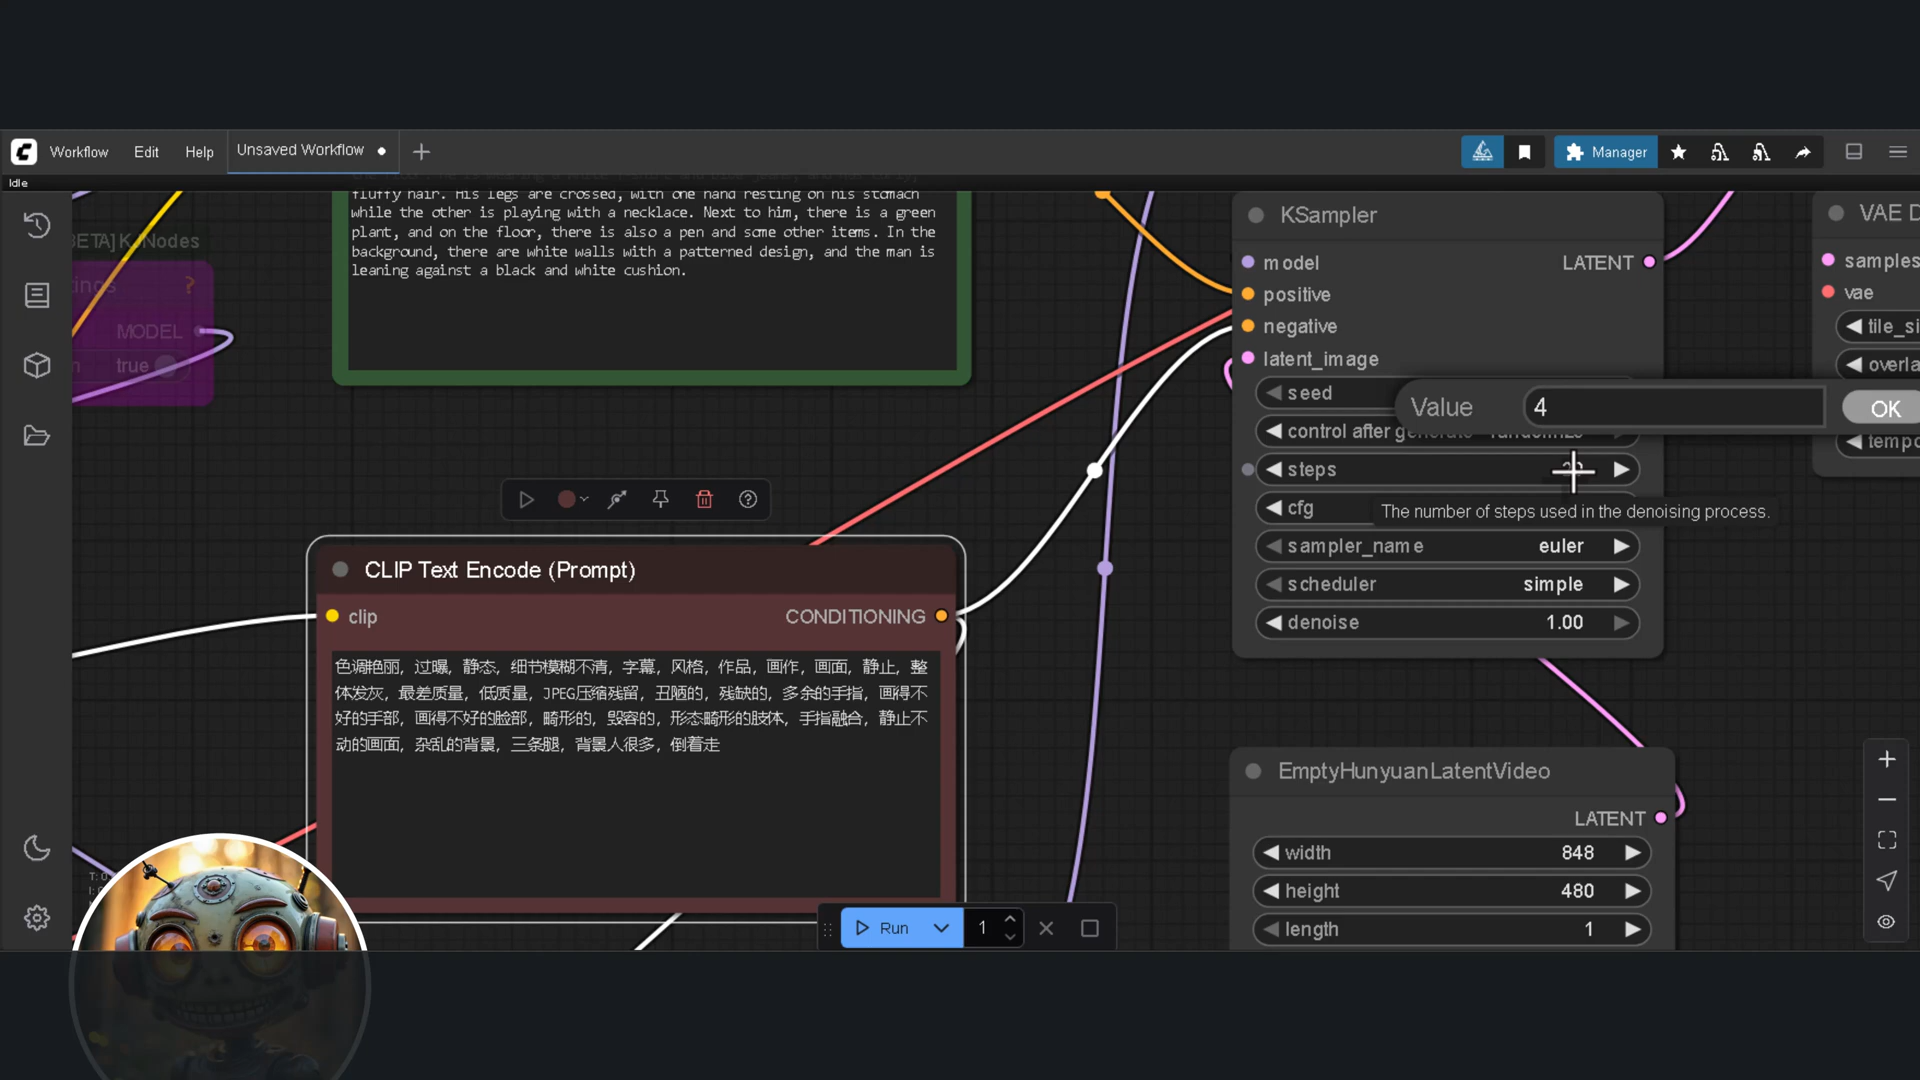 Workflow
Edit
Help
Unsaved Workflow
Manager
Idle
fluffy hair. His legs are crossed, with one hand resting on his stomach
while the other is playing with a necklace. Next to him, there is a green
plant, and on the floor, there is also a pen and some other items. In the
background, there are white walls with a patterned design, and the man is
leaning against a black and white cushion.
BETA] KJNodes
ings
?
MODEL
true
KSampler
model
LATENT
positive
negative
latent_image
seed
Value
4
OK
control after generate
steps
cfg
The number of steps used in the denoising process.
sampler_name
euler
scheduler
simple
denoise
1.00
VAE D
samples
vae
tile_si
overla
tempo
CLIP Text Encode (Prompt)
clip
CONDITIONING
色调艳丽, 过曝, 静态, 细节模糊不清, 字幕, 风格, 作品, 画作, 画面, 静止, 整
体发灰, 最差质量, 低质量, JPEG压缩残留, 丑陋的, 残缺的, 多余的手指, 画得不
好的手部, 画得不好的脸部, 畸形的, 毁容的, 形态畸形的肢体, 手指融合, 静止不
动的画面, 杂乱的背景, 三条腿, 背景人很多, 倒着走
EmptyHunyuanLatentVideo
LATENT
width
848
height
480
length
1
Run
1